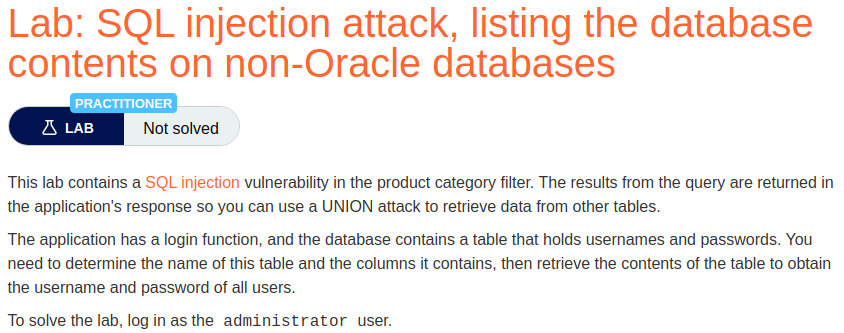 Lab: SQL injection attack, listing the database
contents on non-Oracle databases
PRACTITIONER
LAB Not solved
This lab contains a SQL injection vulnerability in the product category filter. The results from the query are returned in
the application's response so you can use a UNION attack to retrieve data from other tables.
The application has a login function, and the database contains a table that holds usernames and passwords. You
need to determine the name of this table and the columns it contains, then retrieve the contents of the table to obtain
the username and password of all users.
To solve the lab, log in as the administrator user.